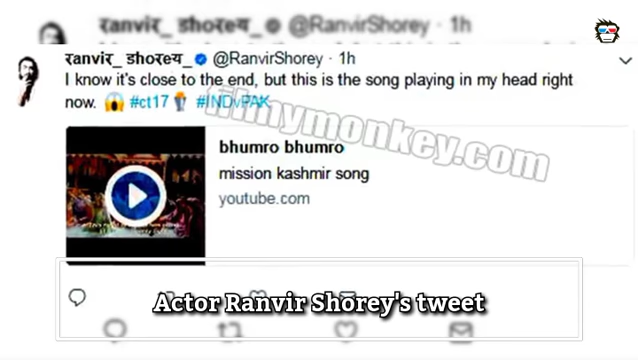 रanvir_ डhoreय @RanvirShorey · 1h
रanvir_ डhoreय @RanvirShorey · 1h
I know it's close to the end, but this is the song playing in my head right
now. 😱 #ct17 🏆 #INDvPAK
filmymonkey.com
bhumro bhumro
mission kashmir song
youtube.com
Actor Ranvir Shorey's tweet